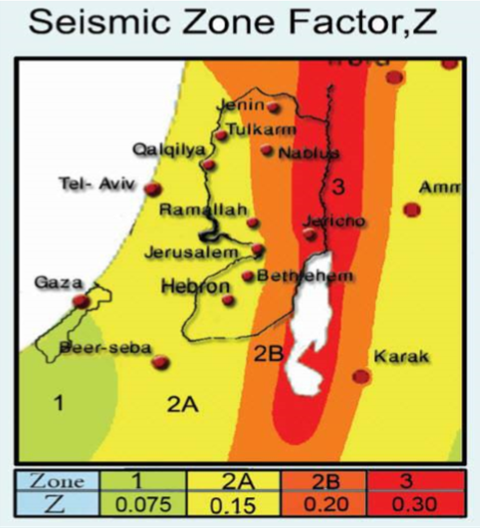 Seismic Zone Factor,Z
Jenin
Tulkarm
Qalqilya
Nablus
Tel- Aviv
3
Amm
Ramallah
Jericho
Jerusalem
Bethlehem
Gaza
Hebron
Beer-seba
2B
Karak
1
2A
Zone 1 2A 2B 3
Z 0.075 0.15 0.20 0.30